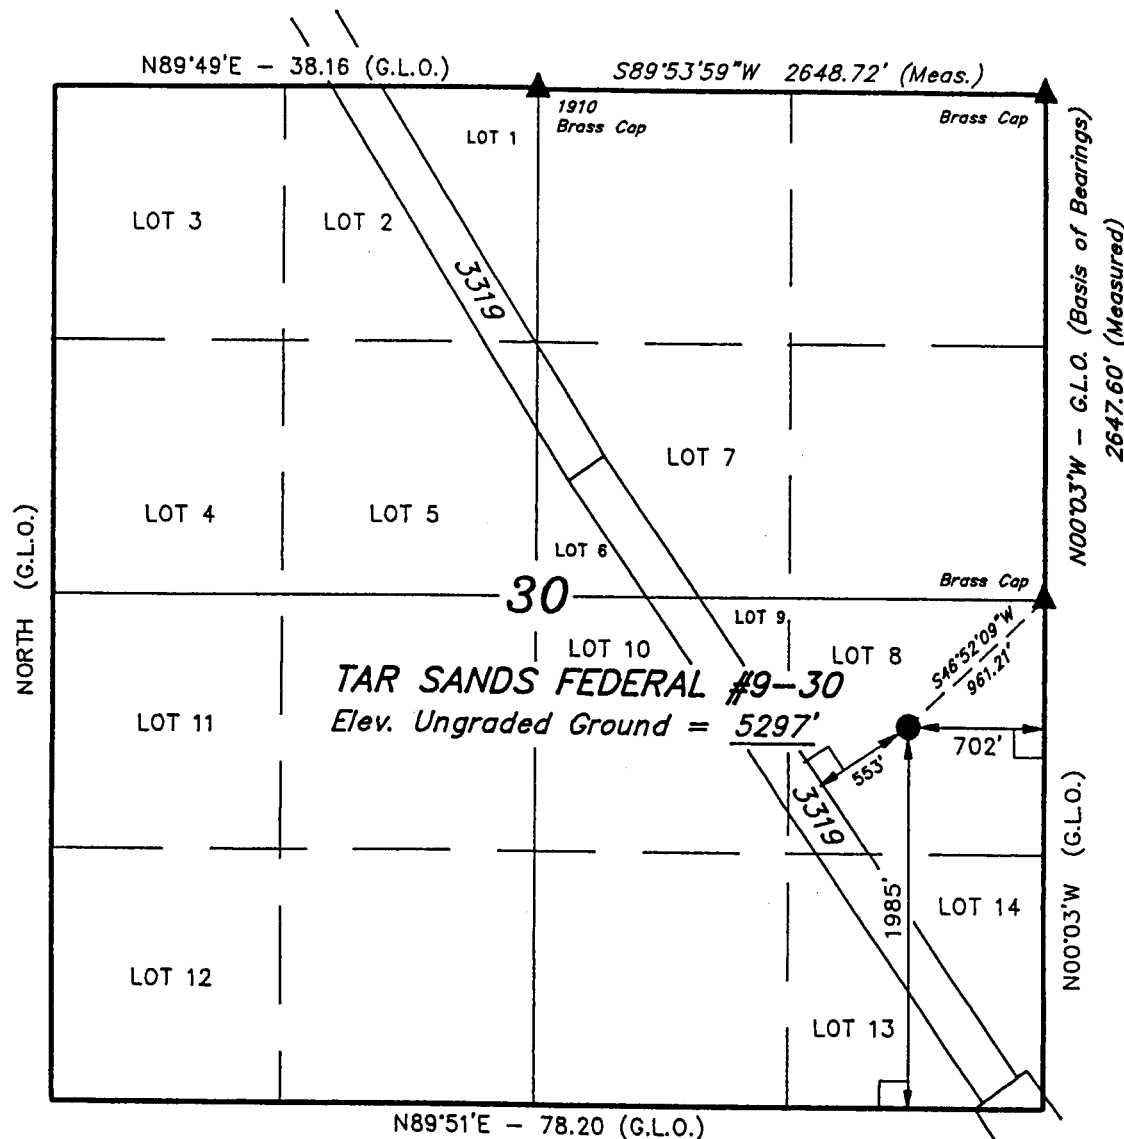 N89°49'E - 38.16 (G.L.O.)
S89°53'59"W 2648.72' (Meas.)
1910
Brass Cap
Brass Cap
LOT 1
LOT 3
LOT 2
3319
N00°03'W - G.L.O. (Basis of Bearings)
2647.60' (Measured)
LOT 7
LOT 4
LOT 5
LOT 6
NORTH (G.L.O.)
30
Brass Cap
LOT 9
LOT 10
LOT 8
S46°52'09"W
961.21'
TAR SANDS FEDERAL #9-30
Elev. Ungraded Ground = 5297'
LOT 11
702'
553'
3319
1985'
N00°03'W (G.L.O.)
LOT 14
LOT 12
LOT 13
N89°51'E - 78.20 (G.L.O.)